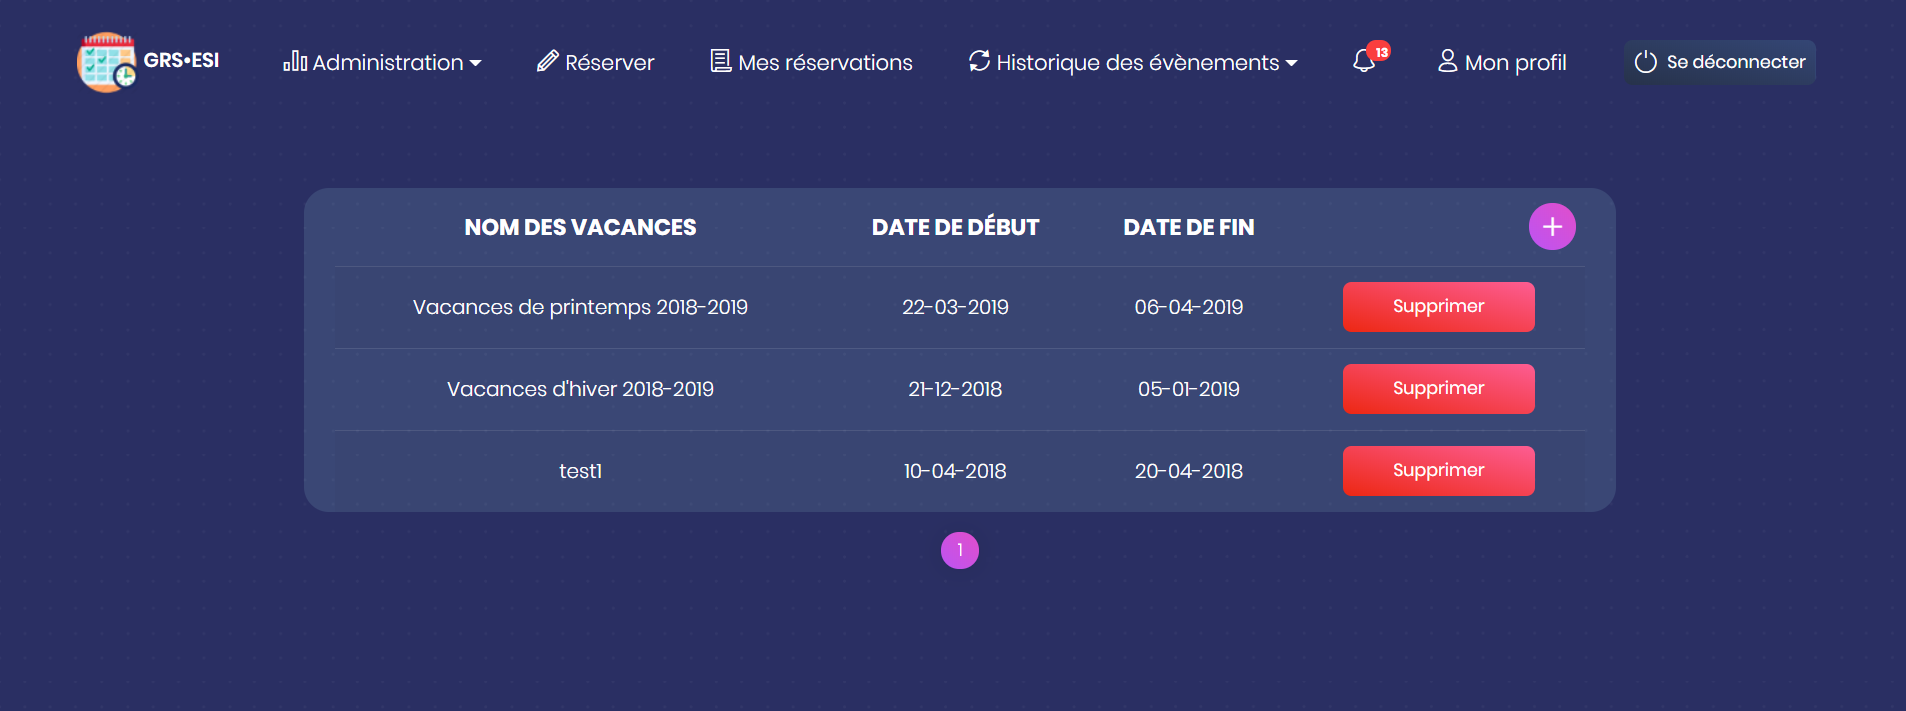 GRS•ESI
Administration
Réserver
Mes réservations
Historique des évènements
13
Mon profil
Se déconnecter
NOM DES VACANCES DATE DE DÉBUT DATE DE FIN +
Vacances de printemps 2018-2019 22-03-2019 06-04-2019 Supprimer
Vacances d'hiver 2018-2019 21-12-2018 05-01-2019 Supprimer
test1 10-04-2018 20-04-2018 Supprimer
1